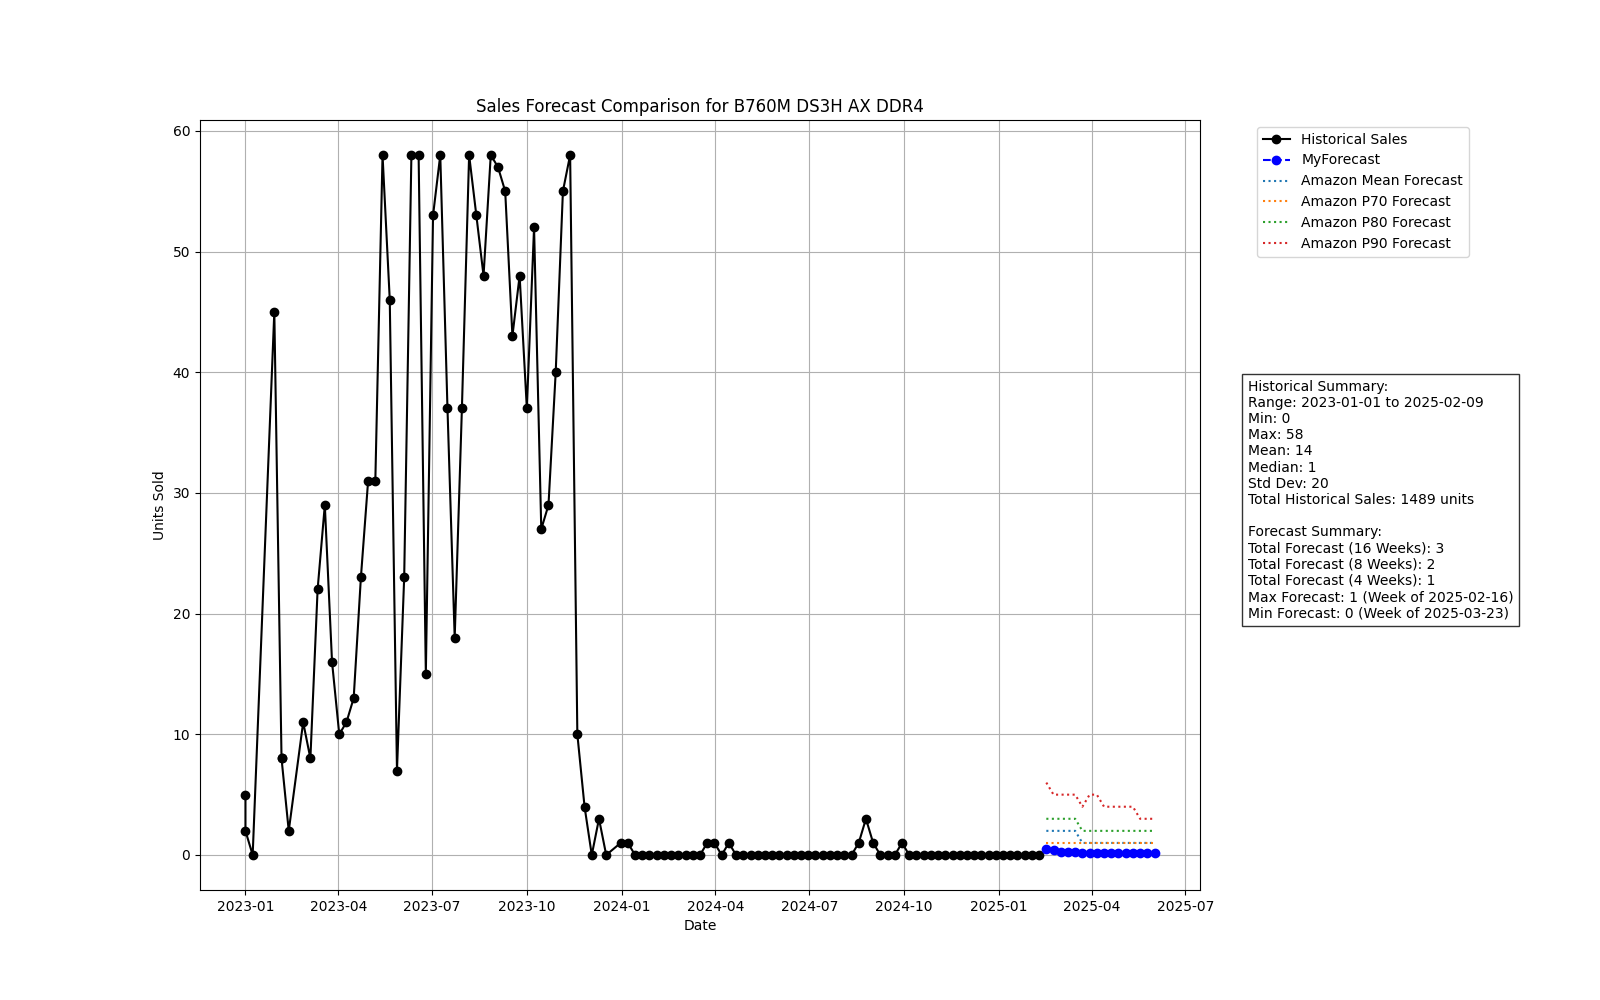 Sales Forecast Comparison for B760M DS3H AX DDR4
Units Sold
60
50
40
30
20
10
0
2023-01 2023-04 2023-07 2023-10 2024-01 2024-04 2024-07 2024-10 2025-01 2025-04 2025-07
Date
Historical Sales
MyForecast
Amazon Mean Forecast
Amazon P70 Forecast
Amazon P80 Forecast
Amazon P90 Forecast
Historical Summary:
Range: 2023-01-01 to 2025-02-09
Min: 0
Max: 58
Mean: 14
Median: 1
Std Dev: 20
Total Historical Sales: 1489 units
Forecast Summary:
Total Forecast (16 Weeks): 3
Total Forecast (8 Weeks): 2
Total Forecast (4 Weeks): 1
Max Forecast: 1 (Week of 2025-02-16)
Min Forecast: 0 (Week of 2025-03-23)